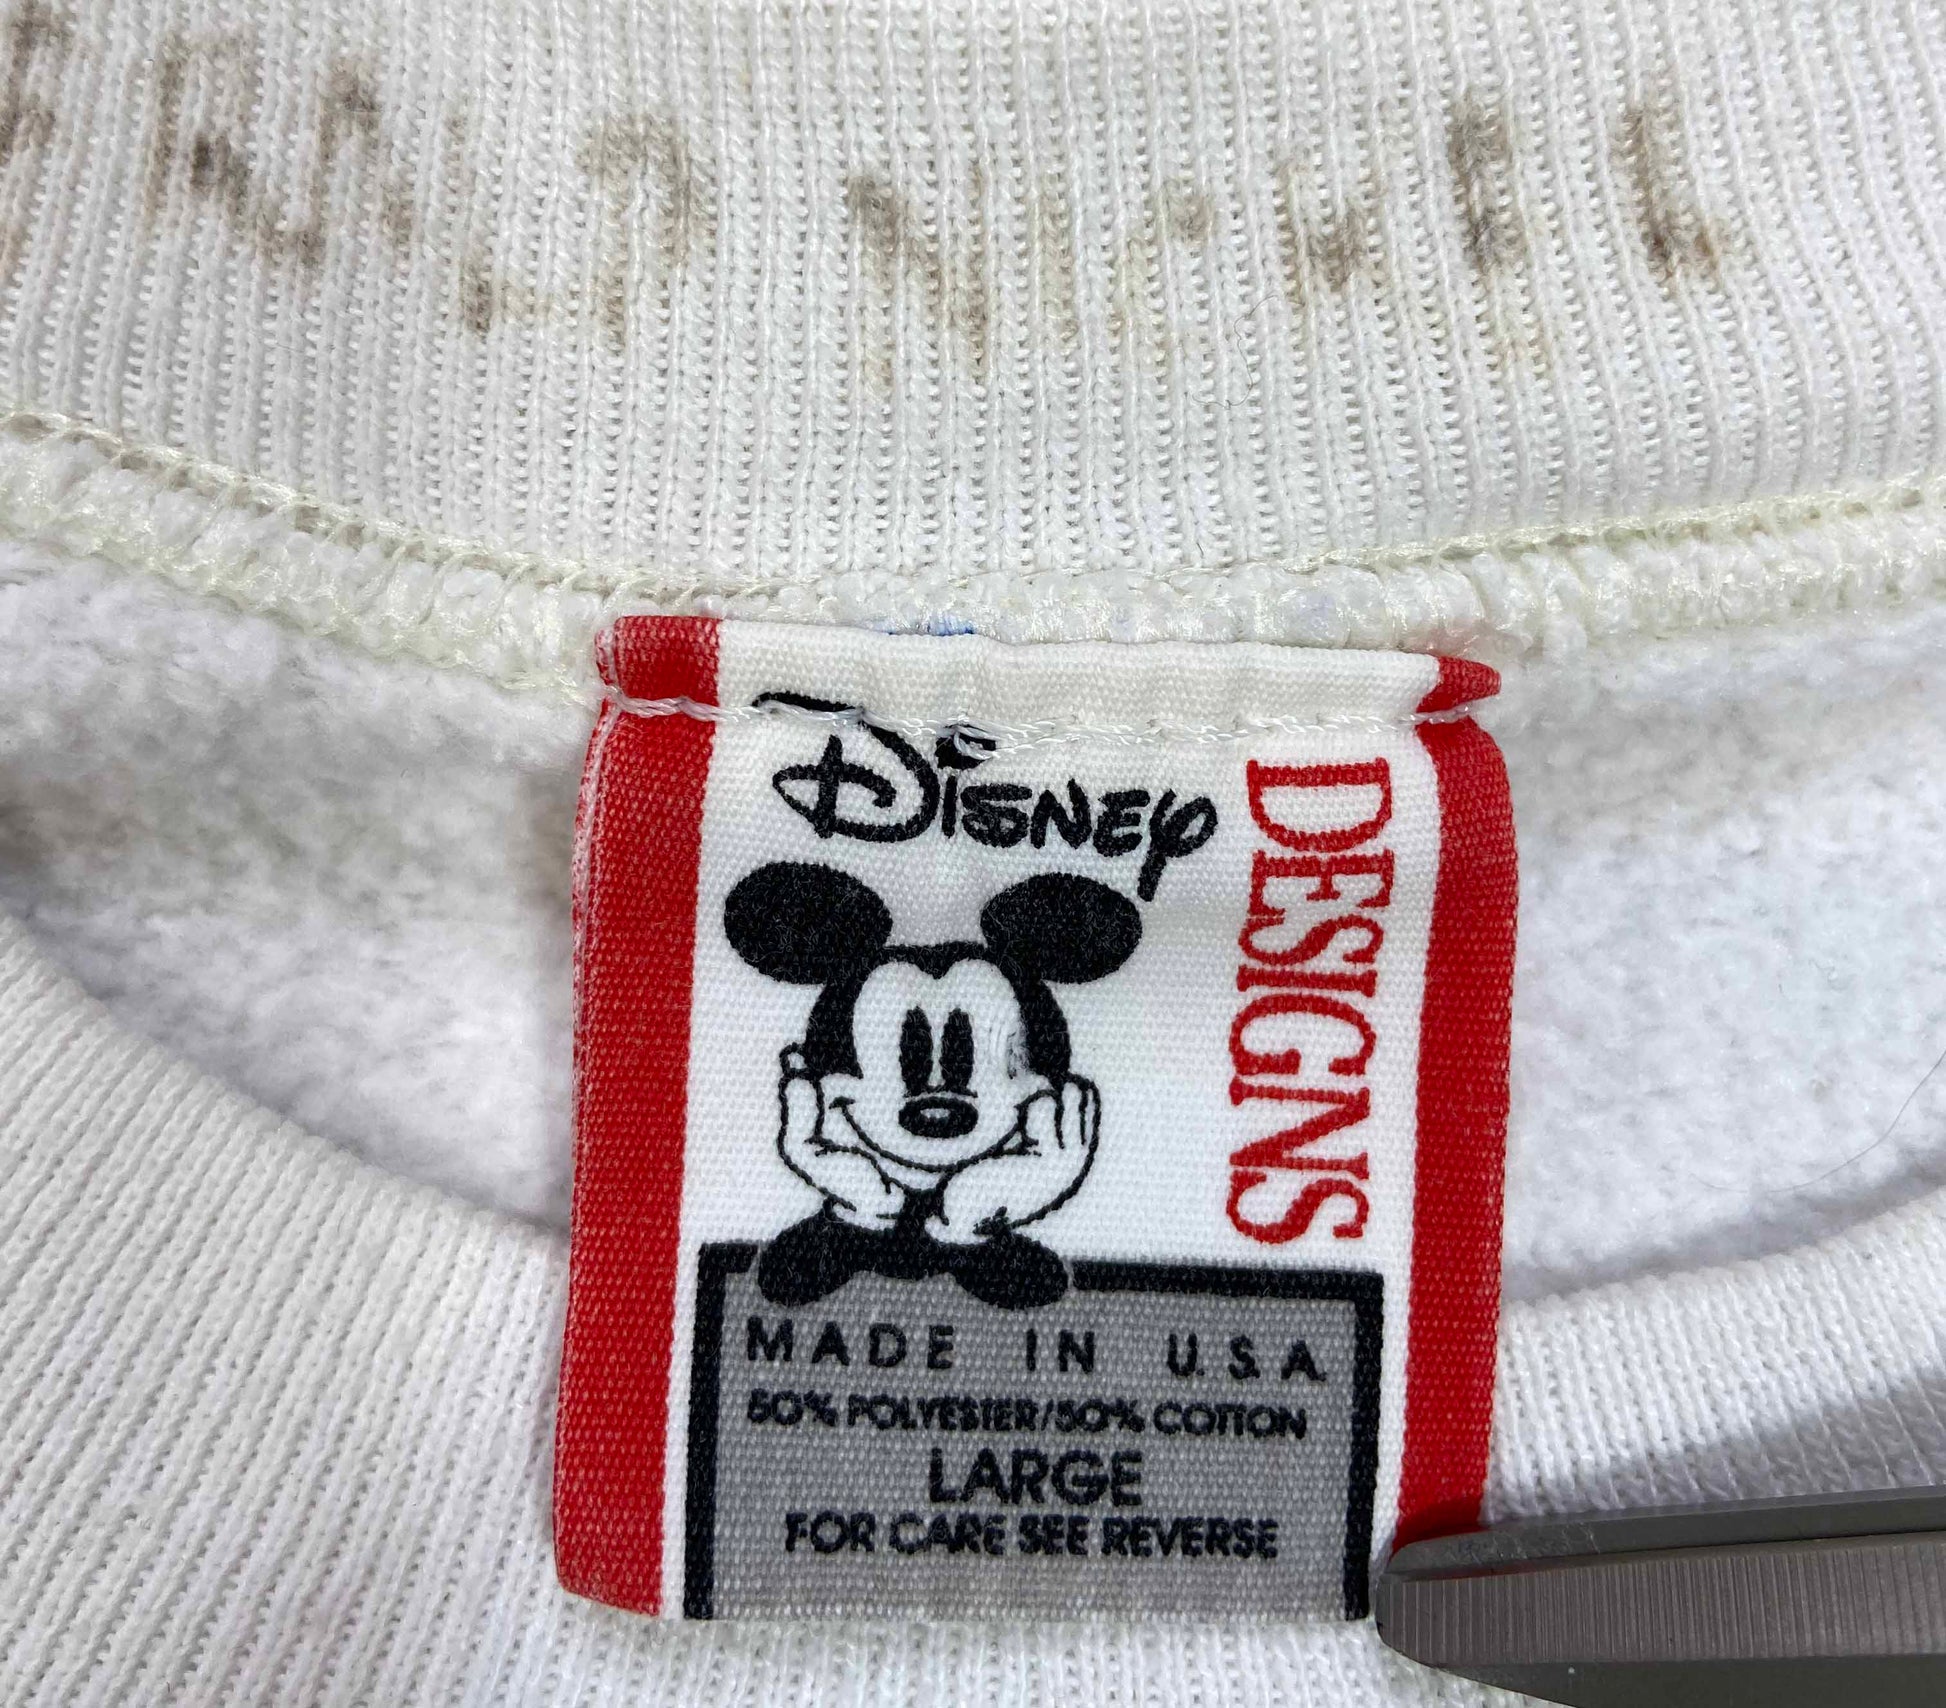 Disney
DESIGNS
MADE IN U.S.A.
50% POLYESTER/50% COTTON
LARGE
FOR CARE SEE REVERSE